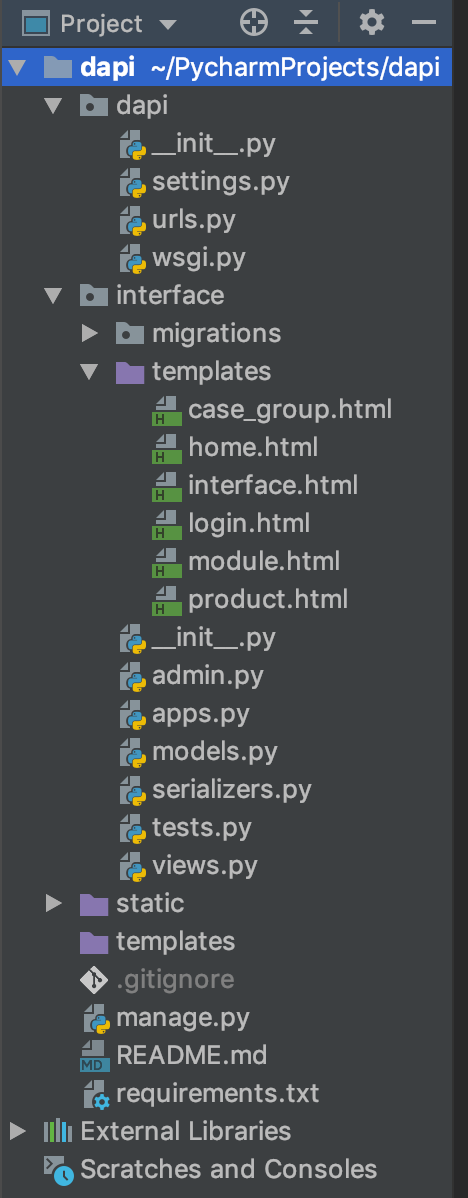 Project
dapi ~/PycharmProjects/dapi
dapi
__init__.py
settings.py
urls.py
wsgi.py
interface
migrations
templates
case_group.html
H
home.html
H
interface.html
H
login.html
H
module.html
H
product.html
H
__init__.py
admin.py
apps.py
models.py
serializers.py
tests.py
views.py
static
templates
.gitignore
manage.py
README.md
MD
requirements.txt
External Libraries
Scratches and Consoles